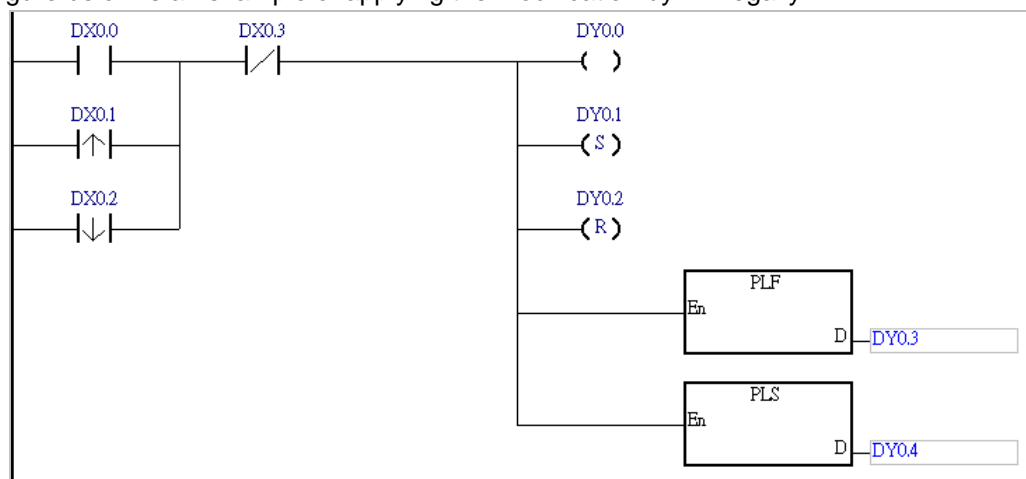 DX0.0 DX0.3 DY0.0
DX0.1 DY0.1
S
DX0.2 DY0.2
R
PLF
En
D DY0.3
PLS
En
D DY0.4